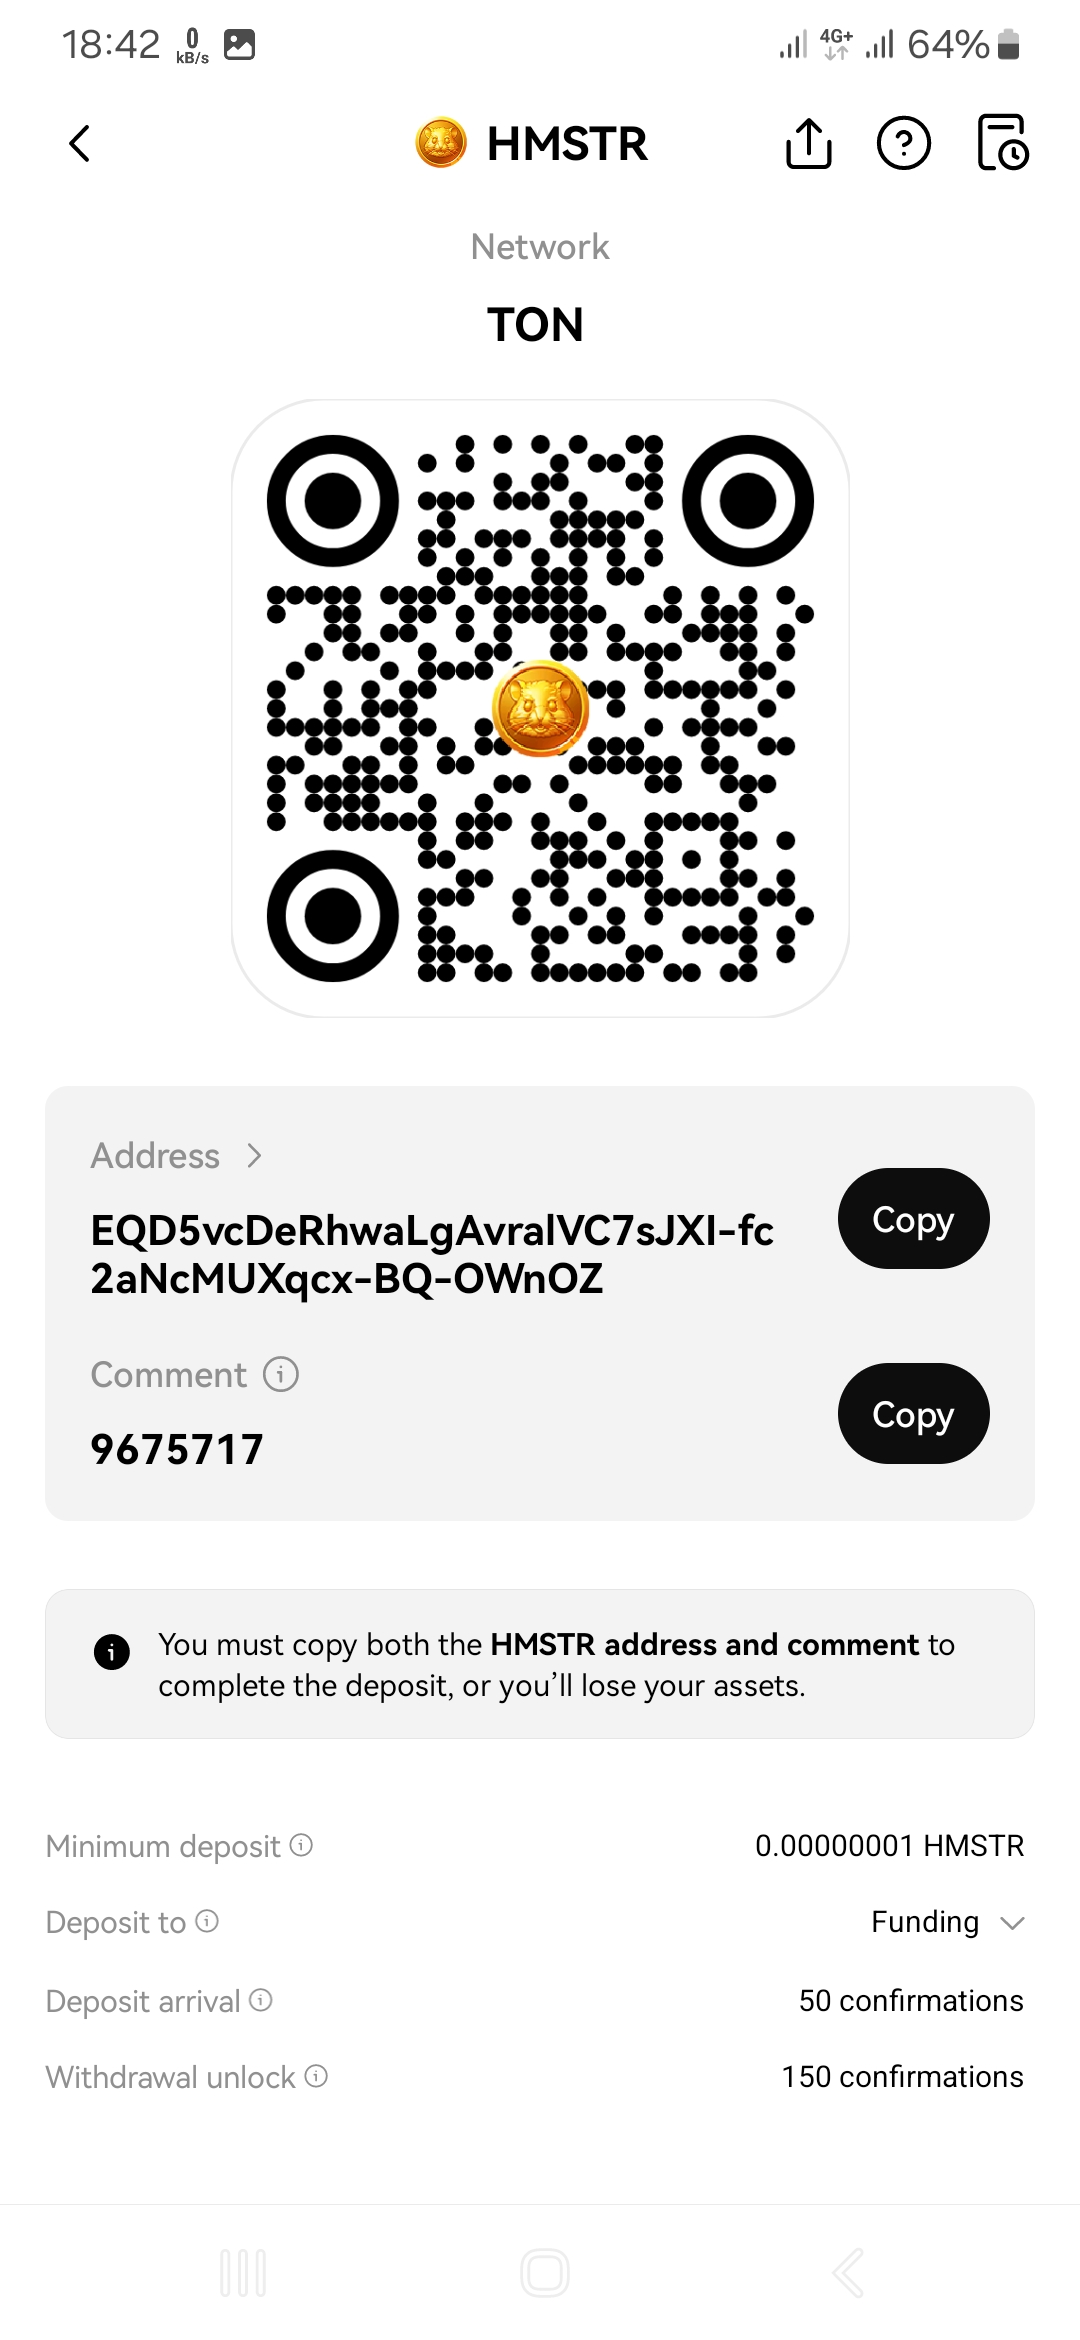 18:42
0
kB/s
4G+
64%
HMSTR
Network
TON
Address
EQD5vcDeRhwaLgAvralVC7sJXI-fc
2aNcMUXqcx-BQ-OWnOZ
Copy
Comment
9675717
Copy
You must copy both the HMSTR address and comment to
complete the deposit, or you’ll lose your assets.
Minimum deposit
0.00000001 HMSTR
Deposit to
Funding
Deposit arrival
50 confirmations
Withdrawal unlock
150 confirmations